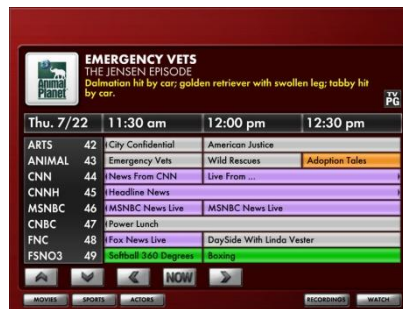 Animal
Planet
EMERGENCY VETS
THE JENSEN EPISODE
Dalmatian hit by car; golden retriever with swollen leg; tabby hit
by car.
TV
PG
Thu. 7/22 11:30 am 12:00 pm 12:30 pm
ARTS 42 City Confidential American Justice
ANIMAL 43 Emergency Vets Wild Rescues Adoption Tales
CNN 44 News From CNN Live From ...
CNNH 45 Headline News
MSNBC 46 MSNBC News Live MSNBC News Live
CNBC 47 Power Lunch
FNC 48 Fox News Live DaySide With Linda Vester
FSNO3 49 Softball 360 Degrees Boxing
NOW
MOVIES SPORTS ACTORS RECORDINGS WATCH